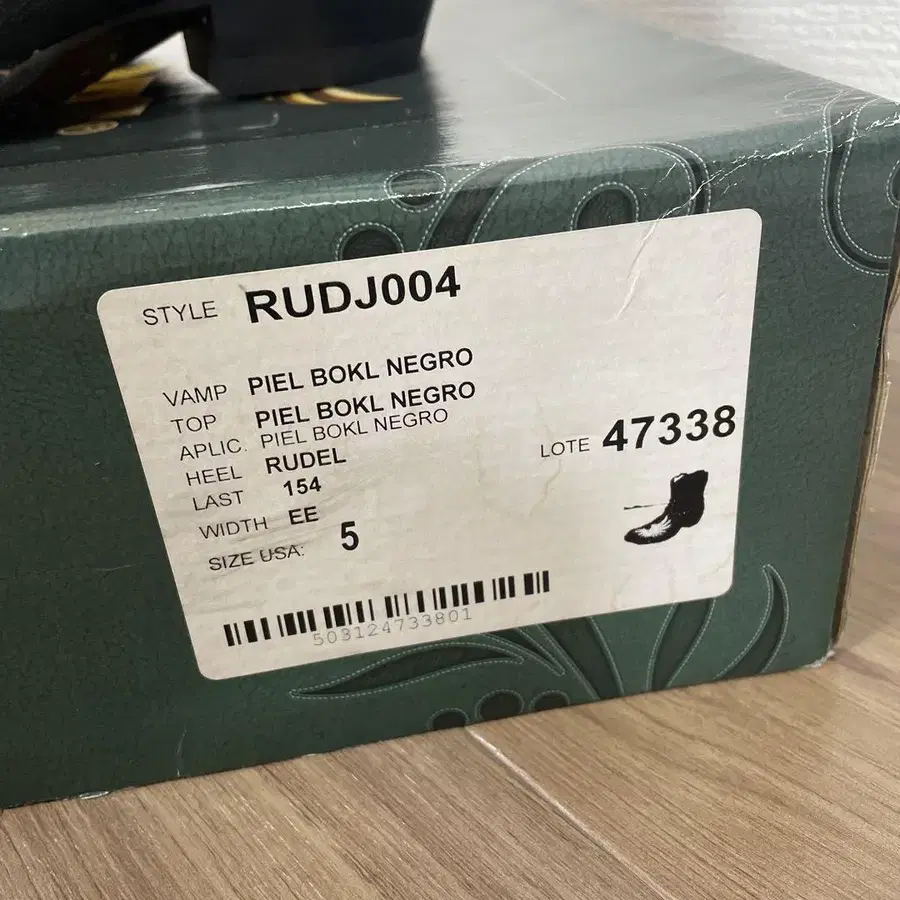 STYLE RUDJ004
VAMP PIEL BOKL NEGRO
TOP PIEL BOKL NEGRO
APLIC. PIEL BOKL NEGRO
HEEL RUDEL
LOTE 47338
LAST 154
WIDTH EE
SIZE USA: 5
503124733801